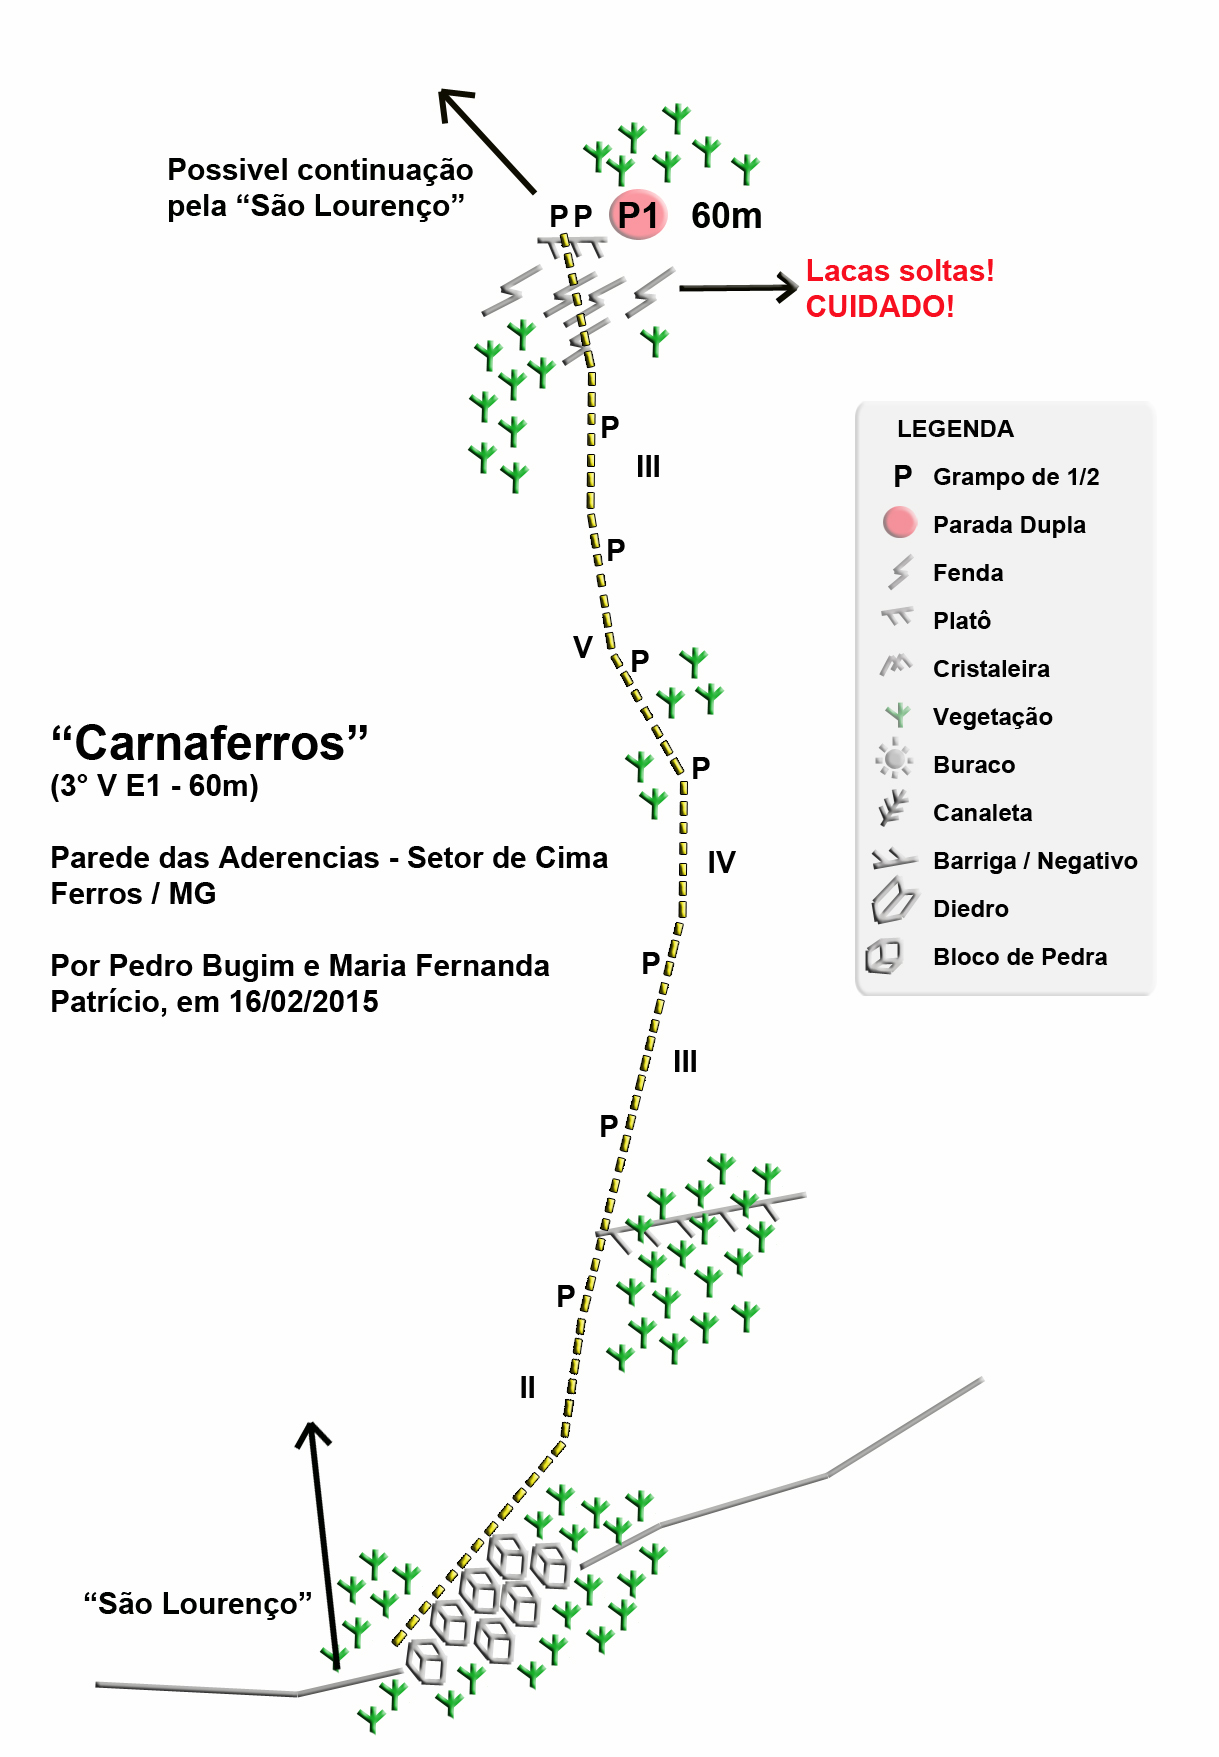 Possivel continuação
pela “São Lourenço”
P P P1 60m
Lacas soltas!
CUIDADO!
P
III
P
V
P
P
IV
P
III
P
P
II
“Carnaferros”
(3° V E1 - 60m)
Parede das Aderencias - Setor de Cima
Ferros / MG
Por Pedro Bugim e Maria Fernanda
Patrício, em 16/02/2015
“São Lourenço”
LEGENDA
P Grampo de 1/2
Parada Dupla
Fenda
Platô
Cristaleira
Vegetação
Buraco
Canaleta
Barriga / Negativo
Diedro
Bloco de Pedra